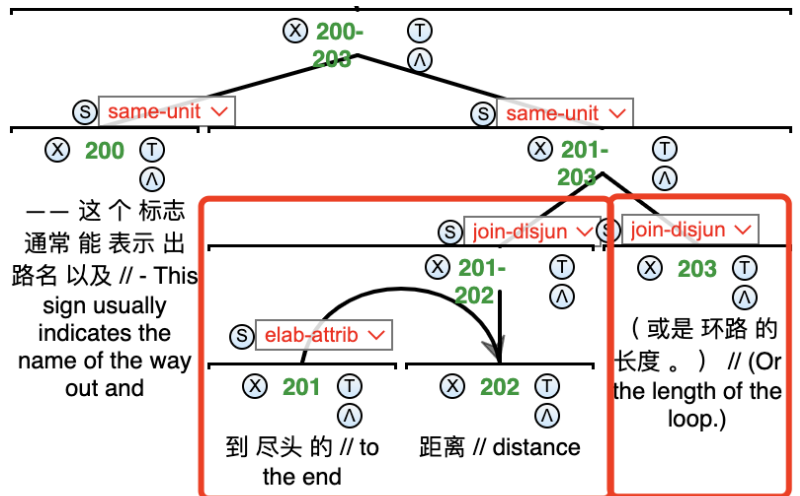 X 200-203 T
Λ
S same-unit
S same-unit
X 200 T
Λ
—— 这 个 标志
通常 能 表示 出
路名 以及 // - This
sign usually
indicates the
name of the way
out and
X 201-203 T
Λ
S join-disjun
S join-disjun
X 201-202 T
Λ
X 203 T
Λ
（ 或是 环路 的
长度 。 ） // (Or
the length of the
loop.)
S elab-attrib
X 201 T
Λ
到 尽头 的 // to
the end
X 202 T
Λ
距离 // distance